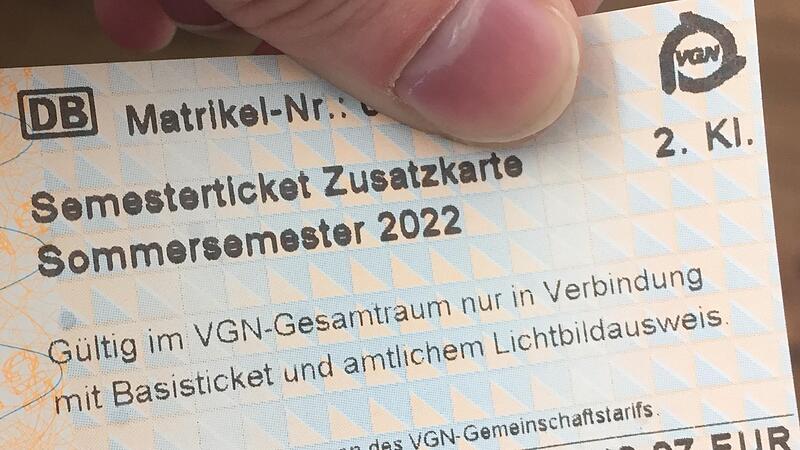 VGN
DB Matrikel-Nr.:
2. Kl.
Semesterticket Zusatzkarte
Sommersemester 2022
Gültig im VGN-Gesamtraum nur in Verbindung
mit Basisticket und amtlichem Lichtbildausweis.
des VGN-Gemeinschaftstarifs.
EUR